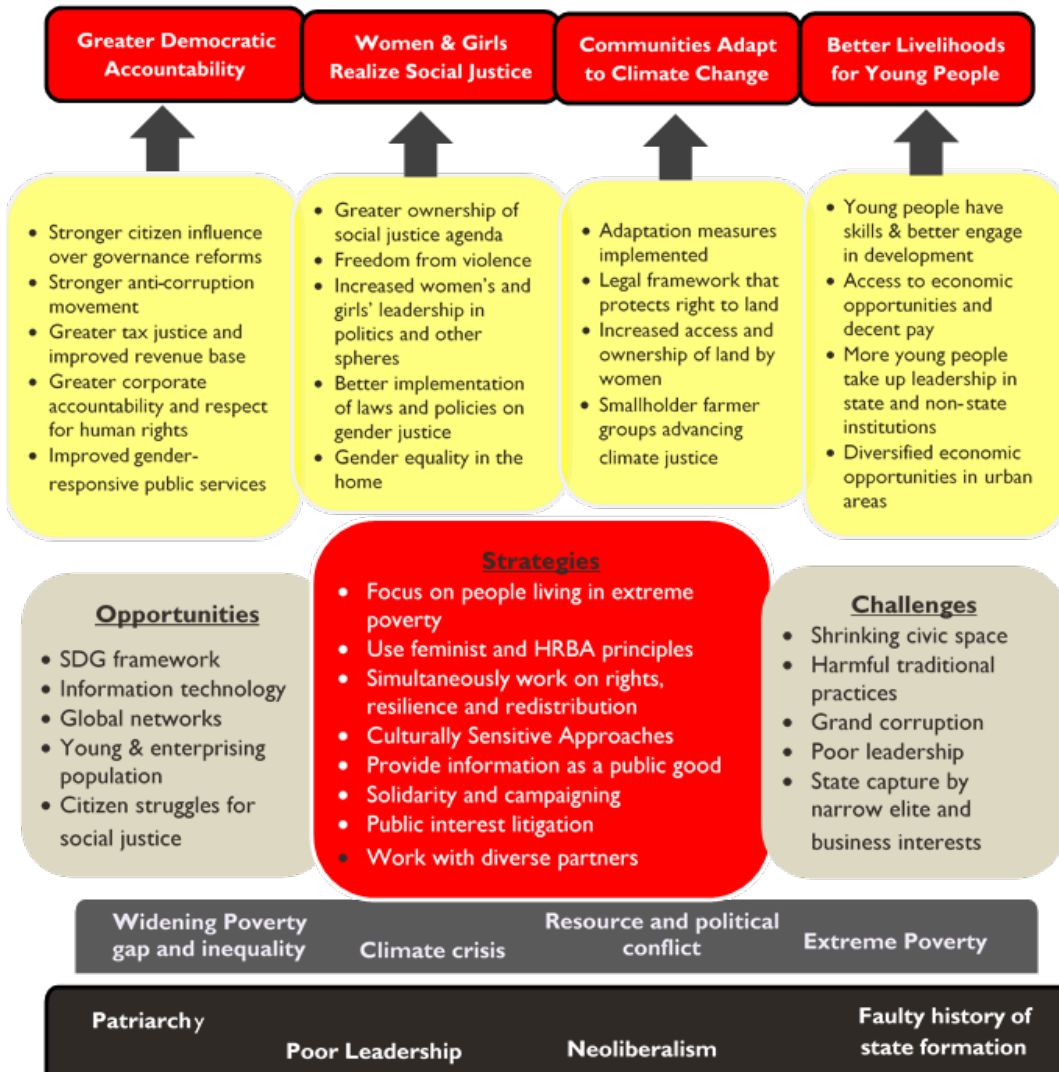 Greater Democratic
Accountability
Women & Girls
Realize Social Justice
Communities Adapt
to Climate Change
Better Livelihoods
for Young People
• Stronger citizen influence
over governance reforms
• Stronger anti-corruption
movement
• Greater tax justice and
improved revenue base
• Greater corporate
accountability and respect
for human rights
• Improved gender-
responsive public services
• Greater ownership of
social justice agenda
• Freedom from violence
• Increased women's and
girls' leadership in
politics and other
spheres
• Better implementation
of laws and policies on
gender justice
• Gender equality in the
home
• Adaptation measures
implemented
• Legal framework that
protects right to land
• Increased access and
ownership of land by
women
• Smallholder farmer
groups advancing
climate justice
• Young people have
skills & better engage
in development
• Access to economic
opportunities and
decent pay
• More young people
take up leadership in
state and non-state
institutions
• Diversified economic
opportunities in urban
areas
Opportunities
• SDG framework
• Information technology
• Global networks
• Young & enterprising
population
• Citizen struggles for
social justice
Strategies
• Focus on people living in extreme
poverty
• Use feminist and HRBA principles
• Simultaneously work on rights,
resilience and redistribution
• Culturally Sensitive Approaches
• Provide information as a public good
• Solidarity and campaigning
• Public interest litigation
• Work with diverse partners
Challenges
• Shrinking civic space
• Harmful traditional
practices
• Grand corruption
• Poor leadership
• State capture by
narrow elite and
business interests
Widening Poverty
gap and inequality
Climate crisis
Resource and political
conflict
Extreme Poverty
Patriarchy
Poor Leadership
Neoliberalism
Faulty history of
state formation